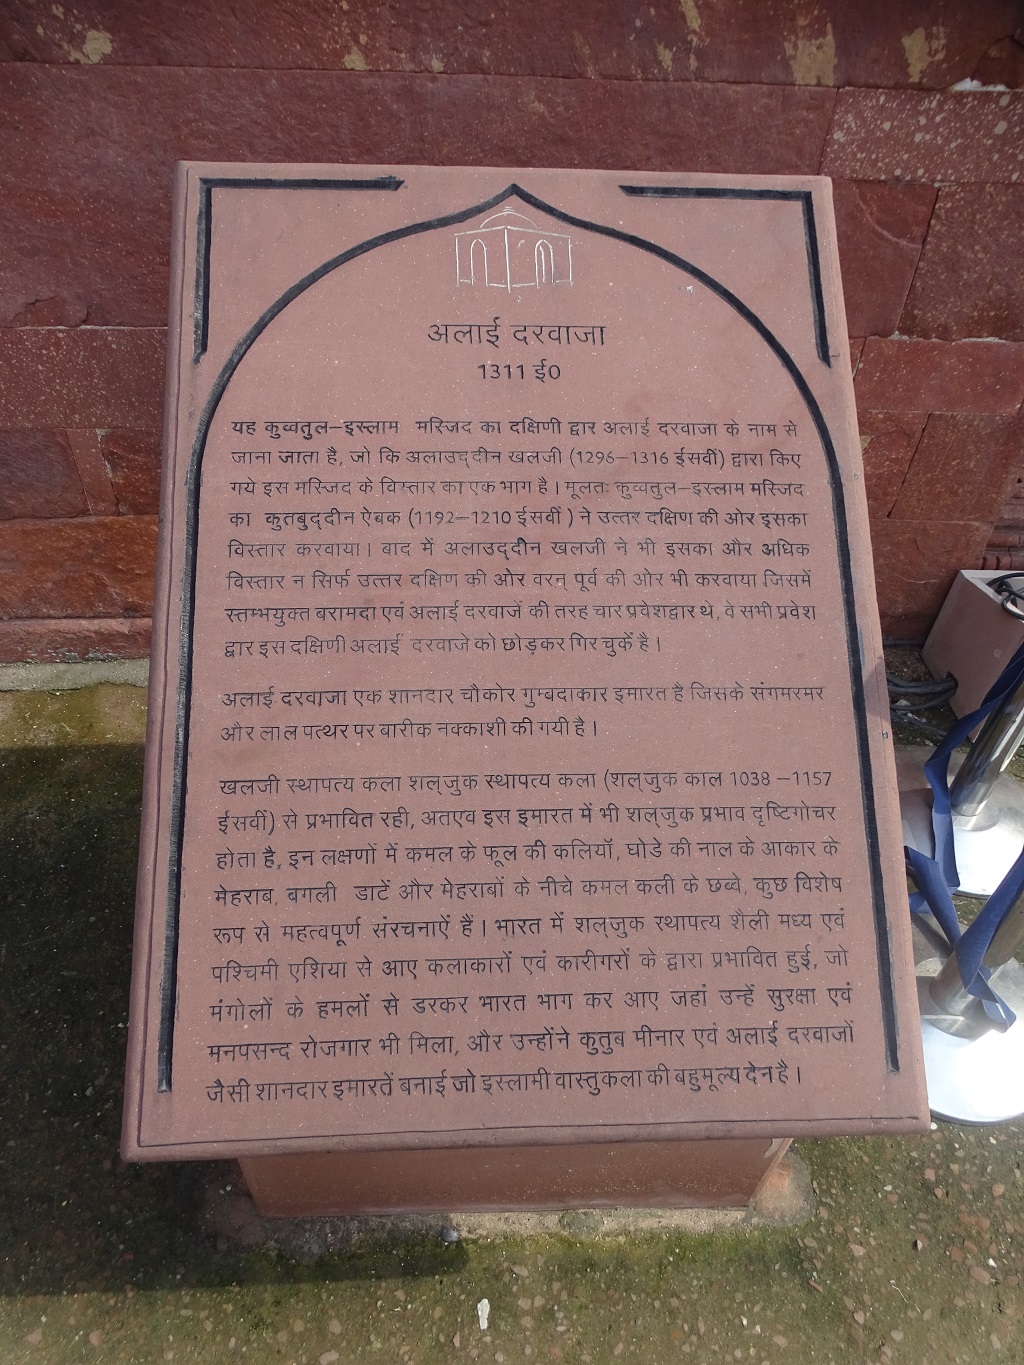 अलाई दरवाजा
1311 ई0
यह कुव्वतुल–इस्लाम मस्जिद का दक्षिणी द्वार अलाई दरवाजा के नाम से
जाना जाता है, जो कि अलाउद्‌दीन खलजी (1296–1316 ईसवीं) द्वारा किए
गये इस मस्जिद के विस्तार का एक भाग है। मूलतः कुव्वतुल–इस्लाम मस्जिद
का कुतबुद्‌दीन ऐबक (1192–1210 ईसवीं ) ने उत्तर दक्षिण की ओर इसका
विस्तार करवाया। बाद में अलाउद्‌दीन खलजी ने भी इसका और अधिक
विस्तार न सिर्फ उत्तर दक्षिण की ओर वरन् पूर्व की ओर भी करवाया जिसमें
स्तम्भयुक्त बरामदा एवं अलाई दरवाजें की तरह चार प्रवेशद्वार थे, वे सभी प्रवेश
द्वार इस दक्षिणी अलाई दरवाजे को छोड़कर गिर चुकें है।
अलाई दरवाजा एक शानदार चौकोर गुम्बदाकार इमारत है जिसके संगमरमर
और लाल पत्थर पर बारीक नक्काशी की गयी है।
खलजी स्थापत्य कला शल्‌जुक स्थापत्य कला (शल्‌जुक काल 1038 –1157
ईसवीं) से प्रभावित रही, अतएव इस इमारत में भी शल्‌जुक प्रभाव दृष्टिगोचर
होता है, इन लक्षणों में कमल के फूल की कलियॉ, घोडे की नाल के आकार के
मेहराब, बगली डाटें और मेहराबों के नीचे कमल कली के छब्वे, कुछ विशेष
रूप से महत्वपूर्ण संरचनाऐं हैं। भारत में शल्‌जुक स्थापत्य शैली मध्य एवं
पश्चिमी एशिया से आए कलाकारों एवं कारीगरों के द्वारा प्रभावित हुई, जो
मंगोलों के हमलों से डरकर भारत भाग कर आए जहां उन्हें सुरक्षा एवं
मनपसन्द रोजगार भी मिला, और उन्होंने कुतुब मीनार एवं अलाई दरवाजों
जैसी शानदार इमारतें बनाई जो इस्लामी वास्तुकला की बहुमूल्य देन है।